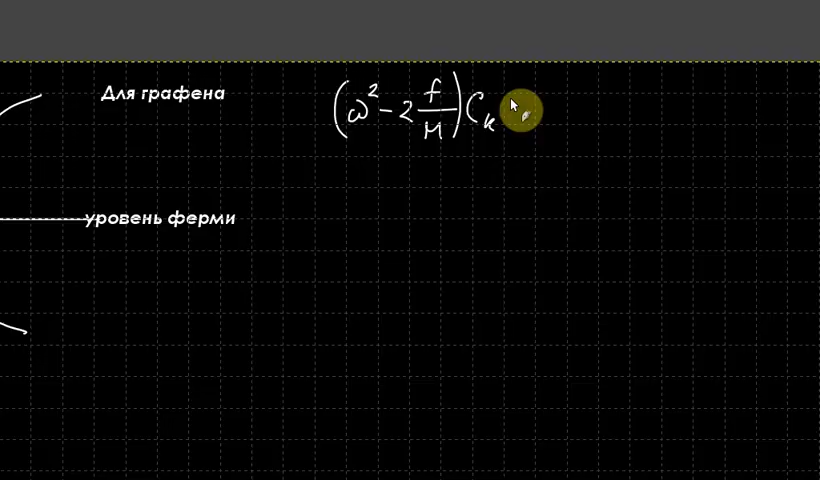 Для графена
(ω² - 2 f/M) C_k
уровень ферми